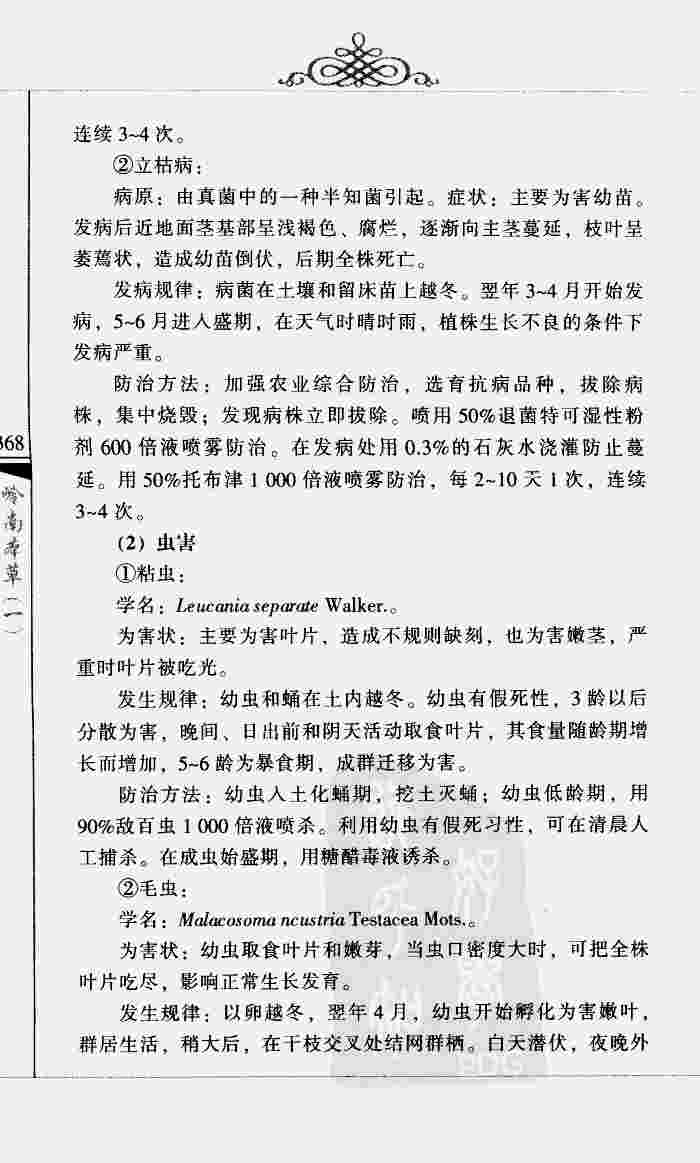 连续 3~4 次。
②立枯病：
病原：由真菌中的一种半知菌引起。症状：主要为害幼苗。
发病后近地面茎基部呈浅褐色、腐烂，逐渐向主茎蔓延，枝叶呈
萎蔫状，造成幼苗倒伏，后期全株死亡。
发病规律：病菌在土壤和留床苗上越冬。翌年 3~4 月开始发
病，5~6 月进入盛期，在天气时晴时雨，植株生长不良的条件下
发病严重。
防治方法：加强农业综合防治，选育抗病品种，拔除病
株，集中烧毁；发现病株立即拔除。喷用 50%退菌特可湿性粉
剂 600 倍液喷雾防治。在发病处用 0.3%的石灰水浇灌防止蔓
延。用 50%托布津 1 000 倍液喷雾防治，每 2~10 天 1 次，连续
3~4 次。
（2）虫害
①粘虫：
学名：Leucania separate Walker.。
为害状：主要为害叶片，造成不规则缺刻，也为害嫩茎，严
重时叶片被吃光。
发生规律：幼虫和蛹在土内越冬。幼虫有假死性，3 龄以后
分散为害，晚间、日出前和阴天活动取食叶片，其食量随龄期增
长而增加，5~6 龄为暴食期，成群迁移为害。
防治方法：幼虫入土化蛹期，挖土灭蛹；幼虫低龄期，用
90%敌百虫 1 000 倍液喷杀。利用幼虫有假死习性，可在清晨人
工捕杀。在成虫始盛期，用糖醋毒液诱杀。
②毛虫：
学名：Malacosoma ncustria Testacea Mots.。
为害状：幼虫取食叶片和嫩芽，当虫口密度大时，可把全株
叶片吃尽，影响正常生长发育。
发生规律：以卵越冬，翌年 4 月，幼虫开始孵化为害嫩叶，
群居生活，稍大后，在干枝交叉处结网群栖。白天潜伏，夜晚外
368
岭南本草（一）